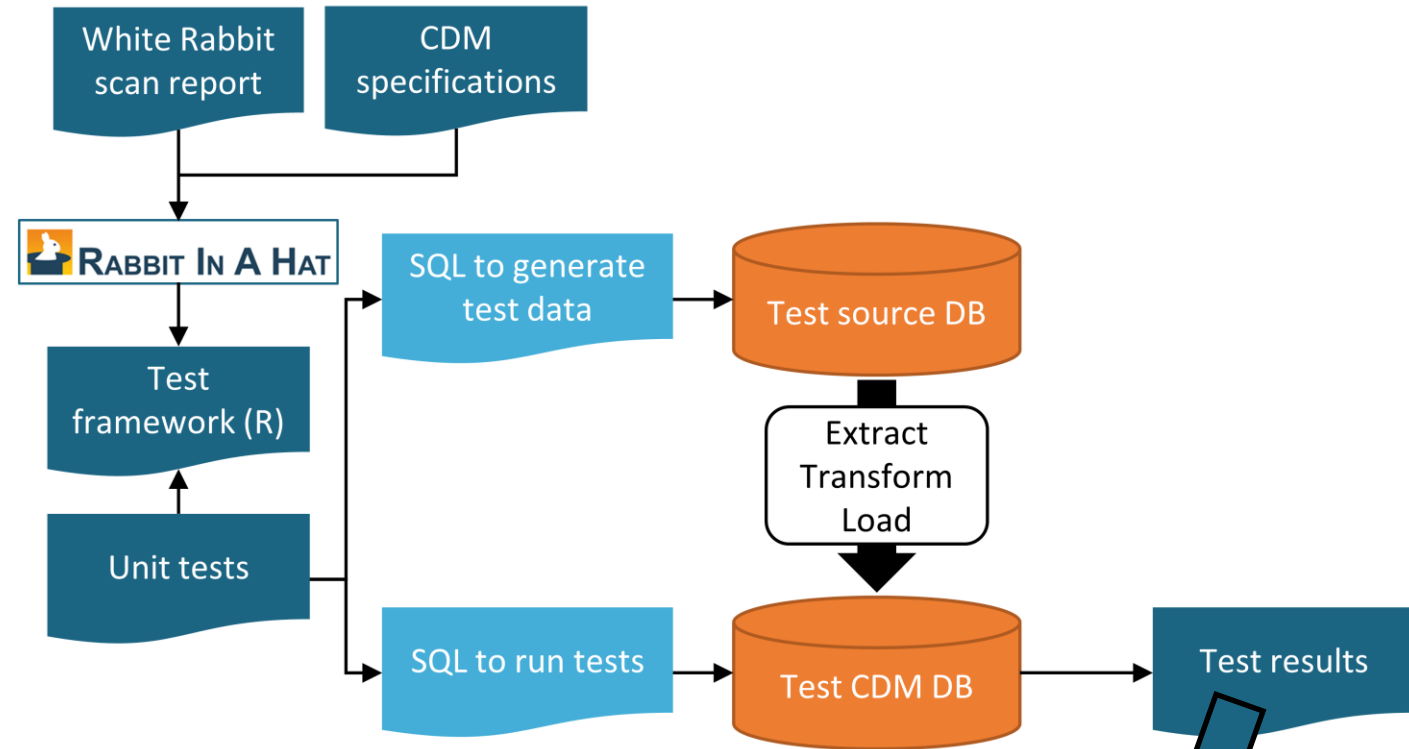 White Rabbit
scan report
CDM
specifications
RABBIT IN A HAT
SQL to generate
test data
Test source DB
Test
framework (R)
Extract
Transform
Load
Unit tests
SQL to run tests
Test CDM DB
Test results